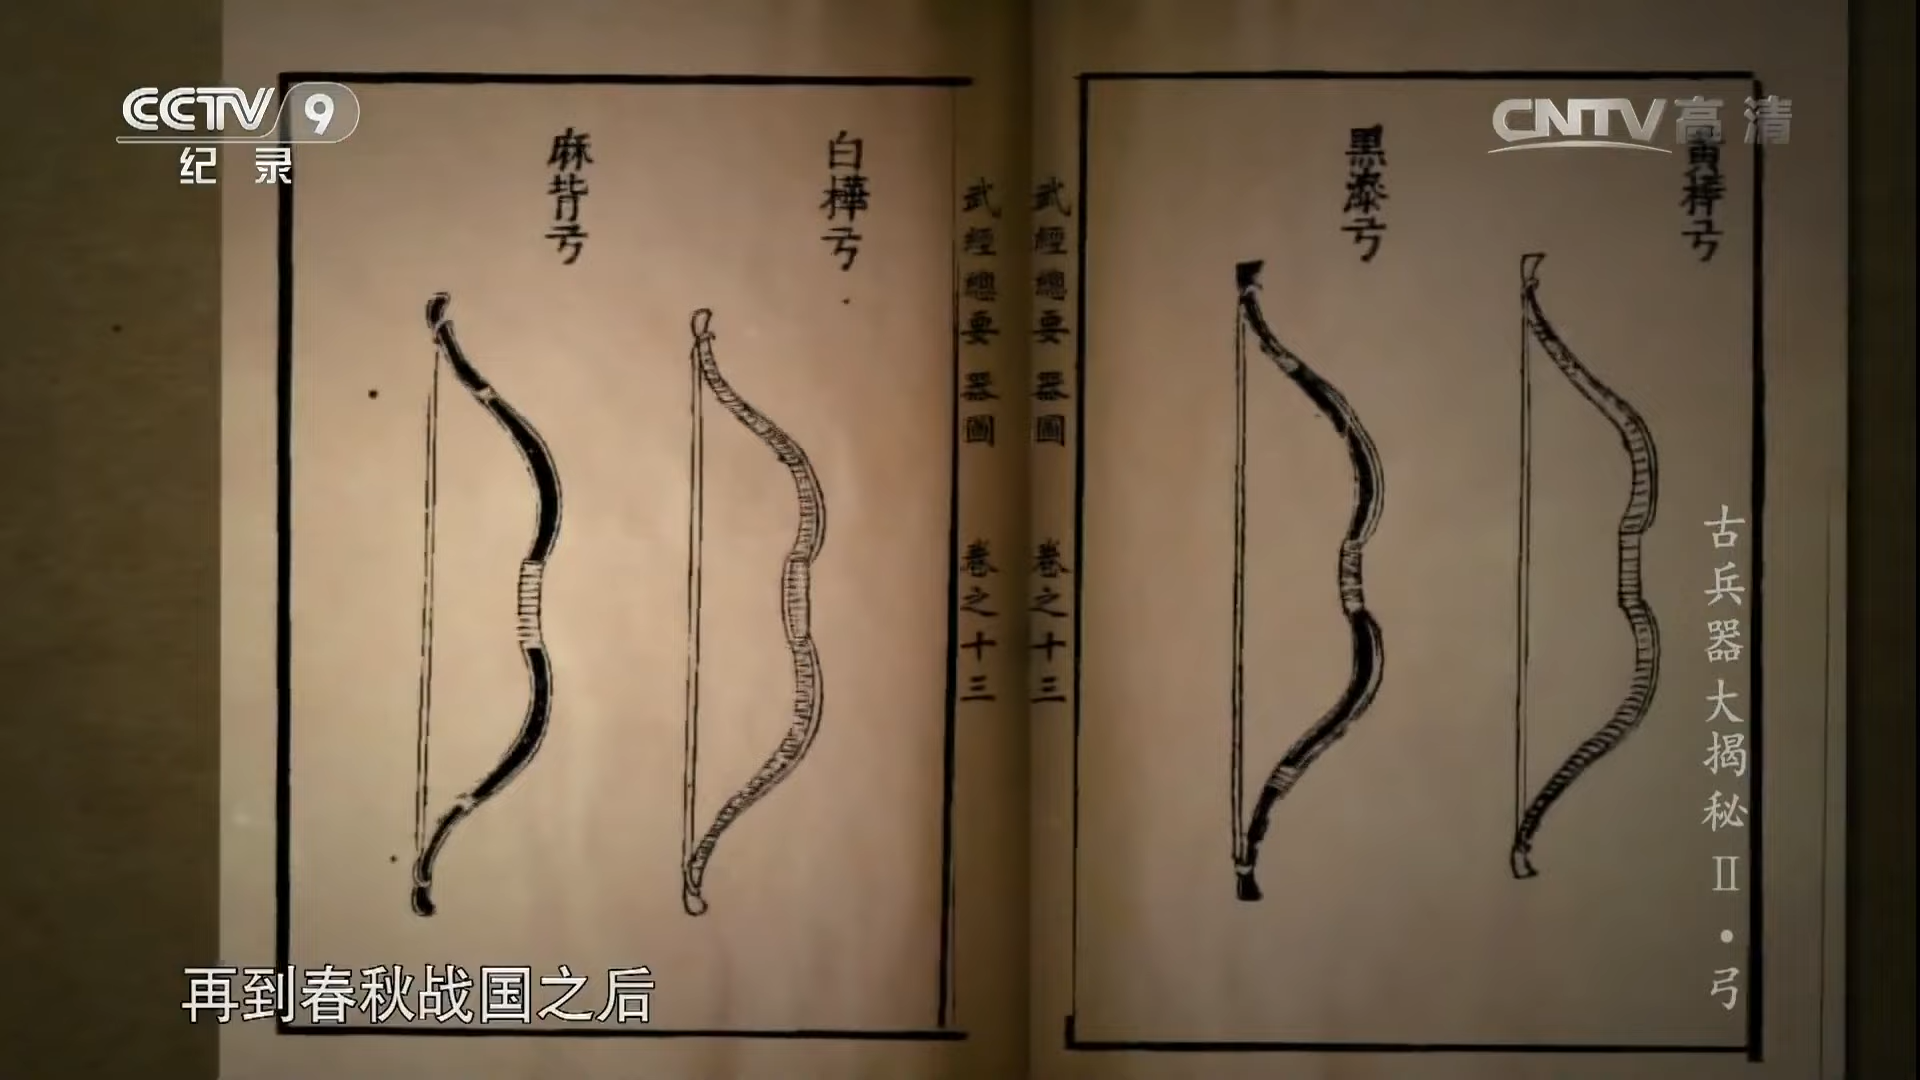 CCTV 9
纪录
CNTV高清
黃樺弓
黑漆弓
武經總要 器圖 卷之十三
武經總要 器圖 卷之十三
白樺弓
麻背弓
古兵器大揭秘Ⅱ·弓
再到春秋战国之后